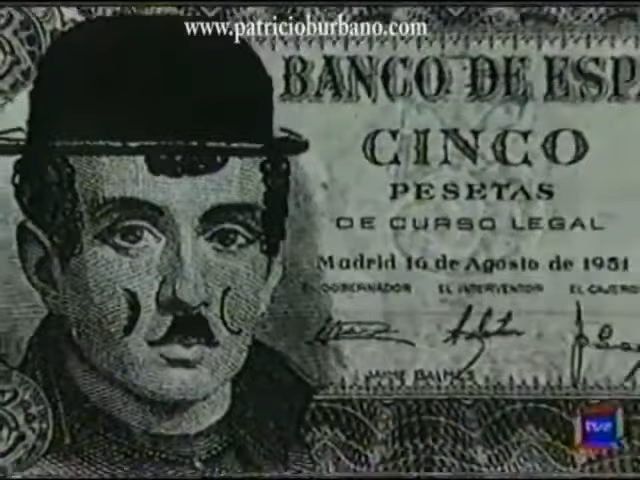 www.patricioburbano.com
BANCO DE ESPA
CINCO
PESETAS
DE CURSO LEGAL
Madrid 16 de Agosto de 1951
EL GOBERNADOR EL INTERVENTOR EL CAJERO
JAIME BALMES
tve